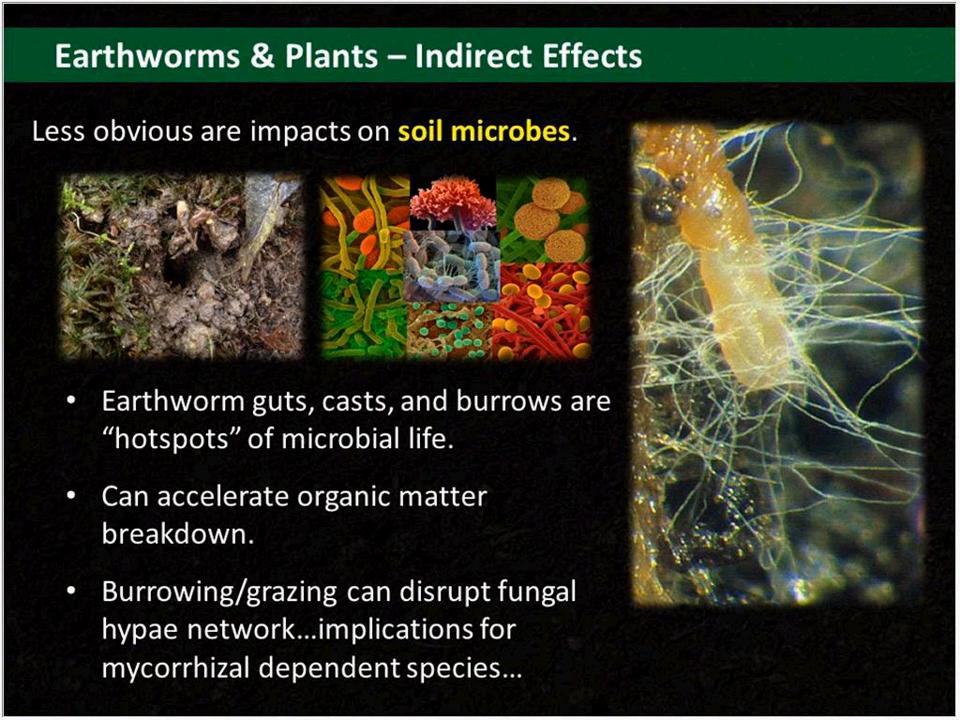 Earthworms & Plants – Indirect Effects
Less obvious are impacts on soil microbes.
• Earthworm guts, casts, and burrows are
“hotspots” of microbial life.
• Can accelerate organic matter
breakdown.
• Burrowing/grazing can disrupt fungal
hypae network…implications for
mycorrhizal dependent species…